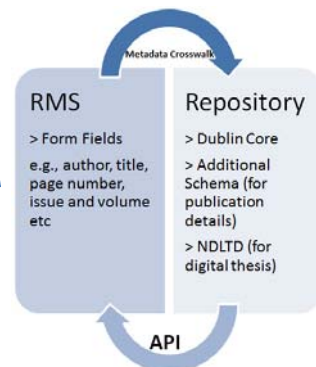 Metadata Crosswalk
RMS
> Form Fields
e.g., author, title,
page number,
issue and volume
etc
Repository
> Dublin Core
> Additional
Schema (for
publication
details)
> NDLTD (for
digital thesis)
API